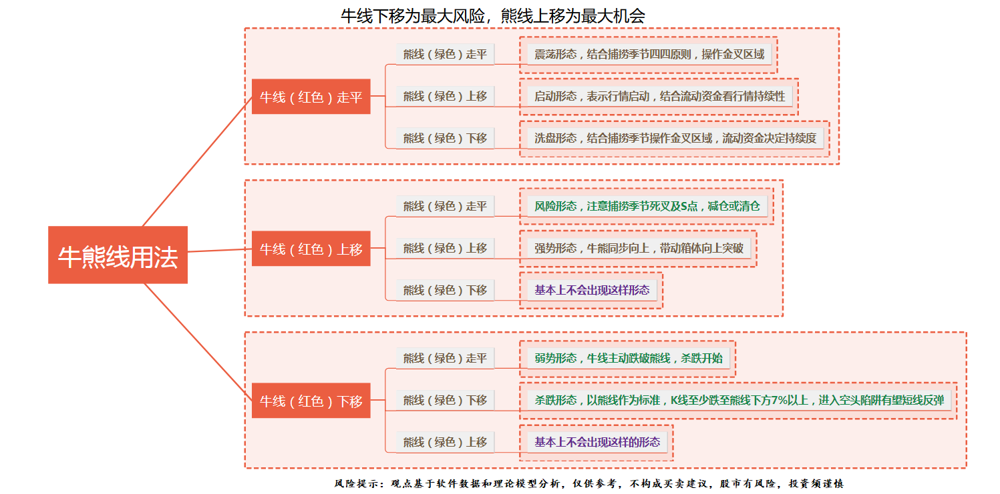 牛线下移为最大风险，熊线上移为最大机会
牛熊线用法
牛线（红色）走平
熊线（绿色）走平
震荡形态，结合捕捞季节四四原则，操作金叉区域
熊线（绿色）上移
启动形态，表示行情启动，结合流动资金看行情持续性
熊线（绿色）下移
洗盘形态，结合捕捞季节操作金叉区域，流动资金决定持续度
牛线（红色）上移
熊线（绿色）走平
风险形态，注意捕捞季节死叉及S点，减仓或清仓
熊线（绿色）上移
强势形态，牛熊同步向上，带动箱体向上突破
熊线（绿色）下移
基本上不会出现这样形态
牛线（红色）下移
熊线（绿色）走平
弱势形态，牛线主动跌破熊线，杀跌开始
熊线（绿色）下移
杀跌形态，以熊线作为标准，K线至少跌至熊线下方7%以上，进入空头陷阱有望短线反弹
熊线（绿色）上移
基本上不会出现这样的形态
风险提示：观点基于软件数据和理论模型分析，仅供参考，不构成买卖建议，股市有风险，投资须谨慎